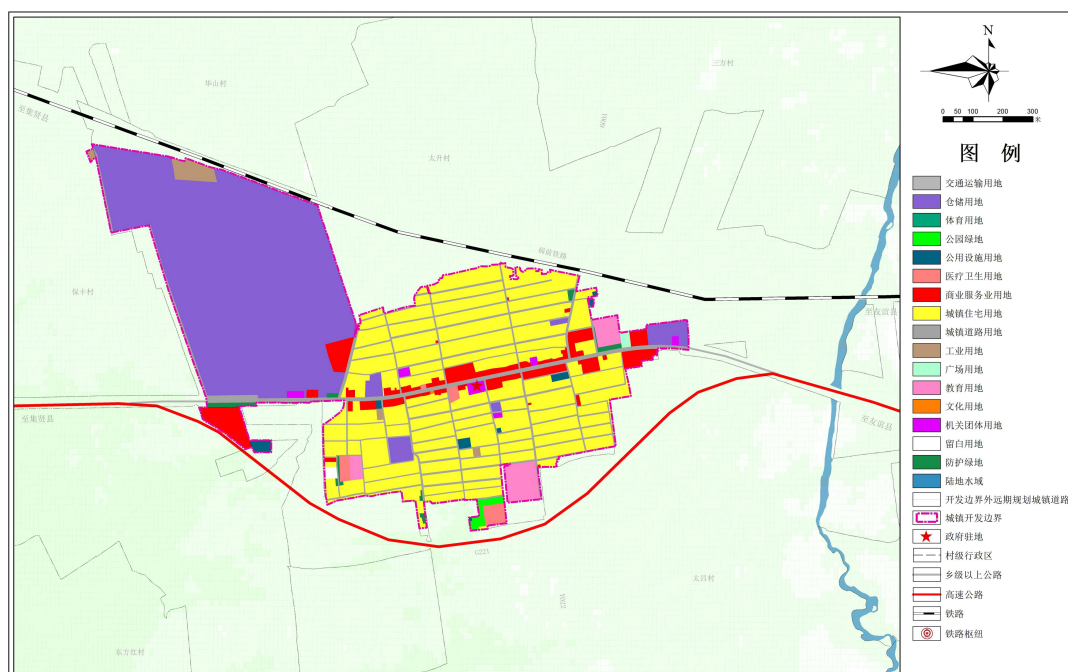 华山村
三方村
至集贤县
Y009
太升村
福前铁路
保丰村
至友谊县
至集贤县
至友谊县
G223
太昌村
东方红村
N
0 50 100 200 300
米
图 例
交通运输用地
仓储用地
体育用地
公园绿地
公用设施用地
医疗卫生用地
商业服务业用地
城镇住宅用地
城镇道路用地
工业用地
广场用地
教育用地
文化用地
机关团体用地
留白用地
防护绿地
陆地水域
开发边界外远期规划城镇道路
城镇开发边界
政府驻地
村级行政区
乡级以上公路
高速公路
铁路
铁路枢纽